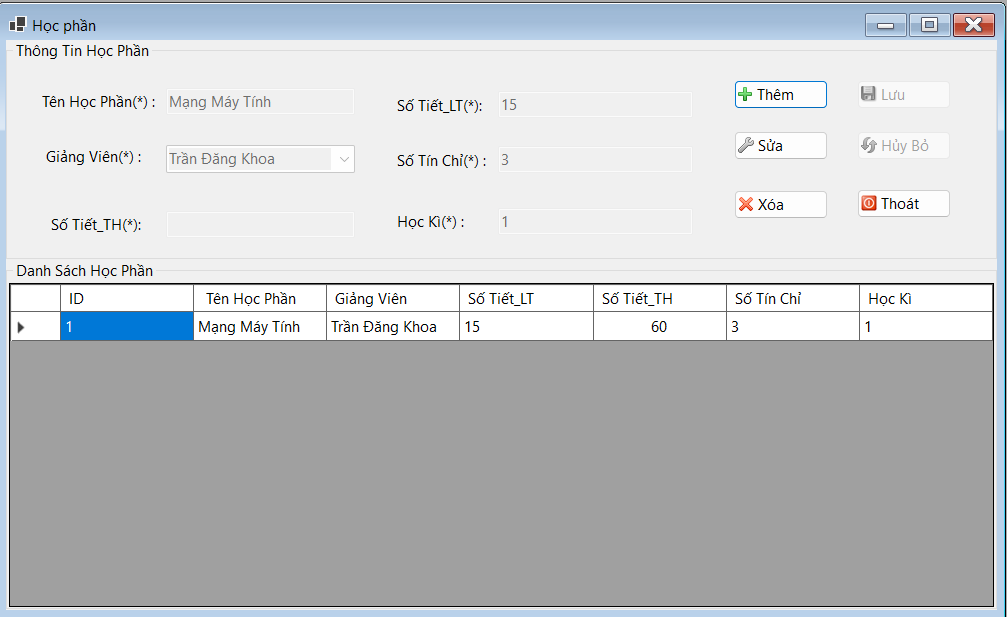 Học phần
Thông Tin Học Phần
Tên Học Phần(*) : Mạng Máy Tính Số Tiết_LT(*): 15 Thêm Lưu
Giảng Viên(*) : Trần Đăng Khoa Số Tín Chỉ(*) : 3 Sửa Hủy Bỏ
Số Tiết_TH(*): Học Kì(*) : 1 Xóa Thoát
Danh Sách Học Phần
ID Tên Học Phần Giảng Viên Số Tiết_LT Số Tiết_TH Số Tín Chỉ Học Kì
1 Mạng Máy Tính Trần Đăng Khoa 15 60 3 1